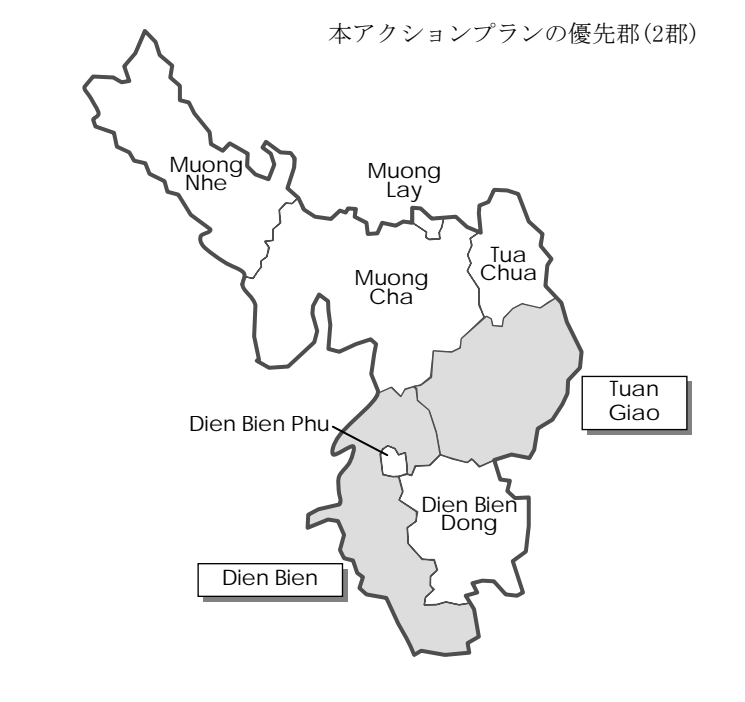 本アクションプランの優先郡(2郡)
Muong
Nhe
Muong
Lay
Tua
Chua
Muong
Cha
Tuan
Giao
Dien Bien Phu
Dien Bien
Dong
Dien Bien